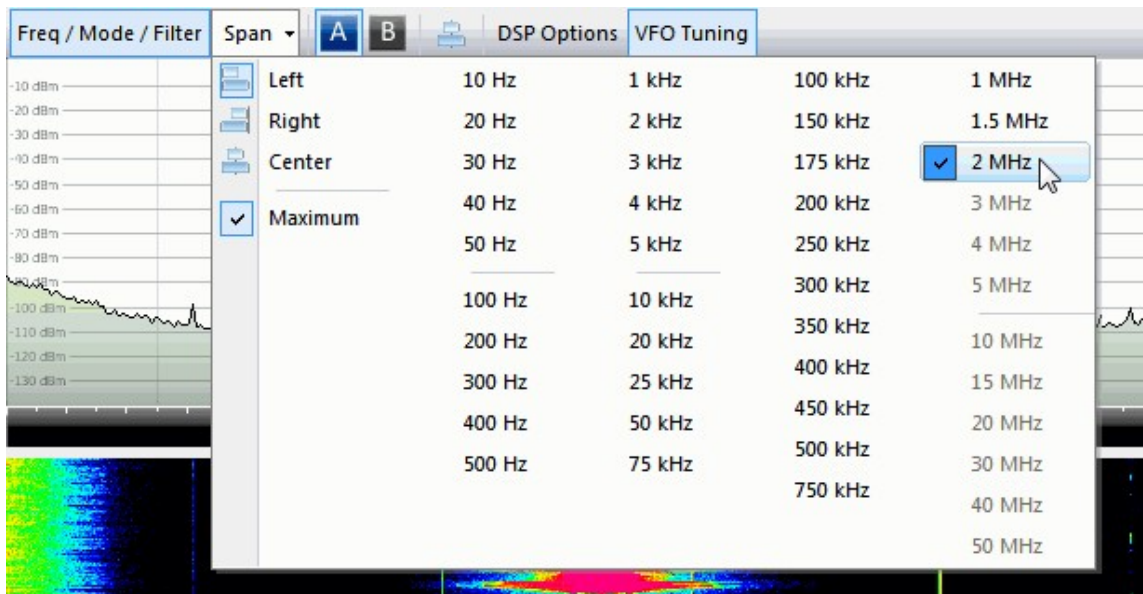 Freq / Mode / Filter Span A B DSP Options VFO Tuning
Left 10 Hz 1 kHz 100 kHz 1 MHz
Right 20 Hz 2 kHz 150 kHz 1.5 MHz
Center 30 Hz 3 kHz 175 kHz 2 MHz
40 Hz 4 kHz 200 kHz 3 MHz
Maximum
50 Hz 5 kHz 250 kHz 4 MHz
300 kHz 5 MHz
100 Hz 10 kHz
350 kHz
200 Hz 20 kHz 10 MHz
400 kHz
300 Hz 25 kHz 15 MHz
450 kHz
400 Hz 50 kHz 20 MHz
500 kHz
500 Hz 75 kHz 30 MHz
750 kHz
40 MHz
50 MHz
-10 dBm
-20 dBm
-30 dBm
-40 dBm
-50 dBm
-60 dBm
-70 dBm
-80 dBm
-90 dBm
-100 dBm
-110 dBm
-120 dBm
-130 dBm